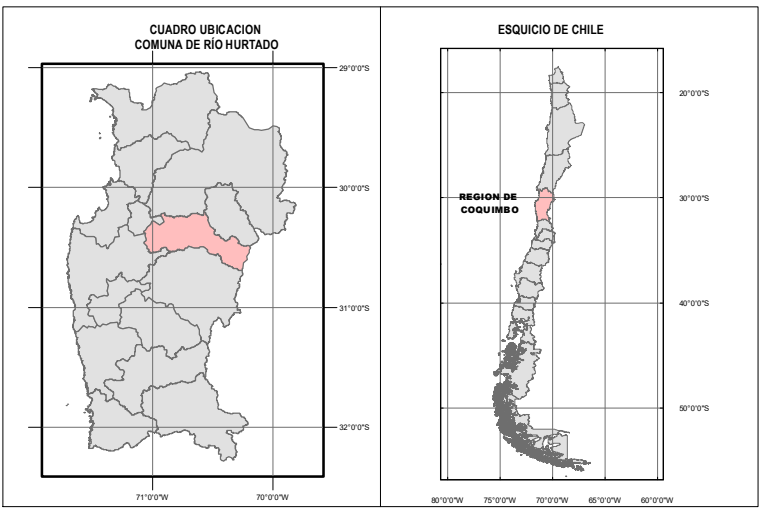 CUADRO UBICACION
COMUNA DE RÍO HURTADO
29°0'0"S
30°0'0"S
31°0'0"S
32°0'0"S
71°0'0"W
70°0'0"W
ESQUICIO DE CHILE
20°0'0"S
30°0'0"S
40°0'0"S
50°0'0"S
REGION DE
COQUIMBO
80°0'0"W
75°0'0"W
70°0'0"W
65°0'0"W
60°0'0"W